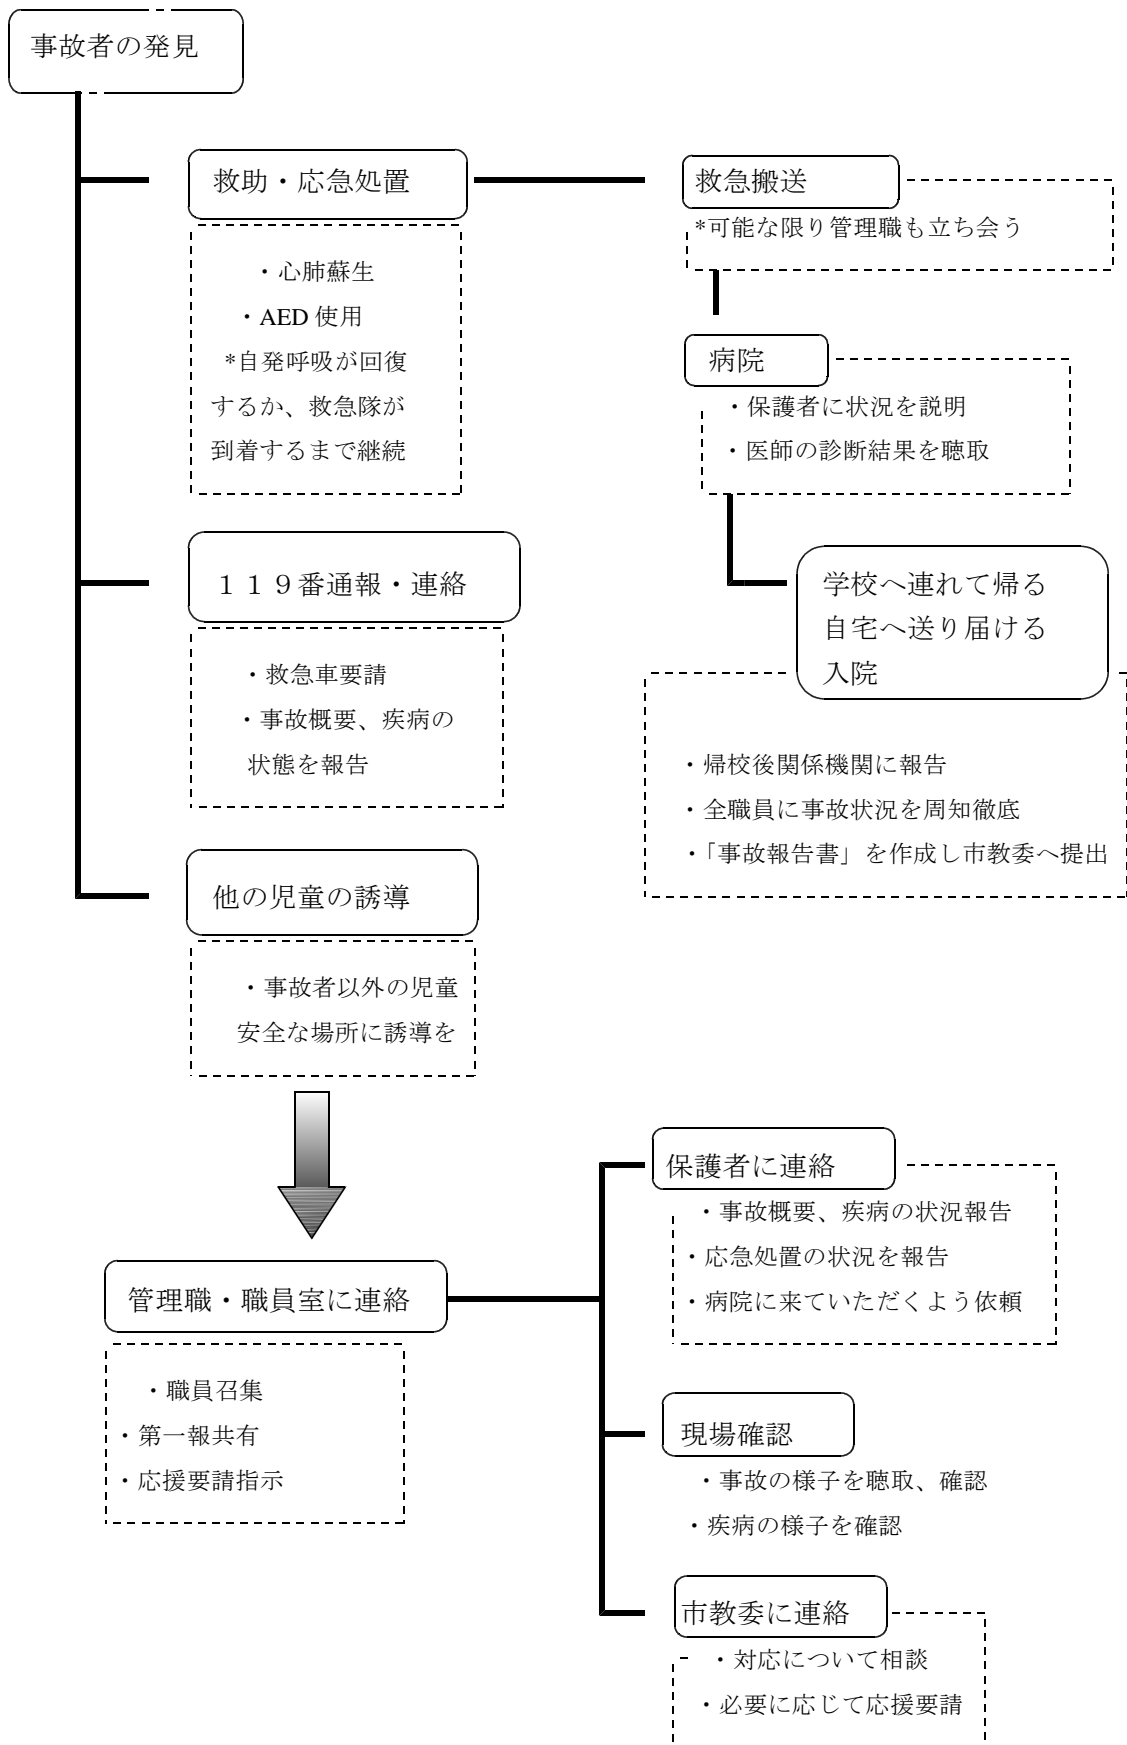 事故者の発見
救助・応急処置
・心肺蘇生
・AED 使用
*自発呼吸が回復
するか、救急隊が
到着するまで継続
救急搬送
*可能な限り管理職も立ち会う
病院
・保護者に状況を説明
・医師の診断結果を聴取
学校へ連れて帰る
自宅へ送り届ける
入院
・帰校後関係機関に報告
・全職員に事故状況を周知徹底
・「事故報告書」を作成し市教委へ提出
１１９番通報・連絡
・救急車要請
・事故概要、疾病の
状態を報告
他の児童の誘導
・事故者以外の児童
安全な場所に誘導を
管理職・職員室に連絡
・職員召集
・第一報共有
・応援要請指示
保護者に連絡
・事故概要、疾病の状況報告
・応急処置の状況を報告
・病院に来ていただくよう依頼
現場確認
・事故の様子を聴取、確認
・疾病の様子を確認
市教委に連絡
・対応について相談
・必要に応じて応援要請